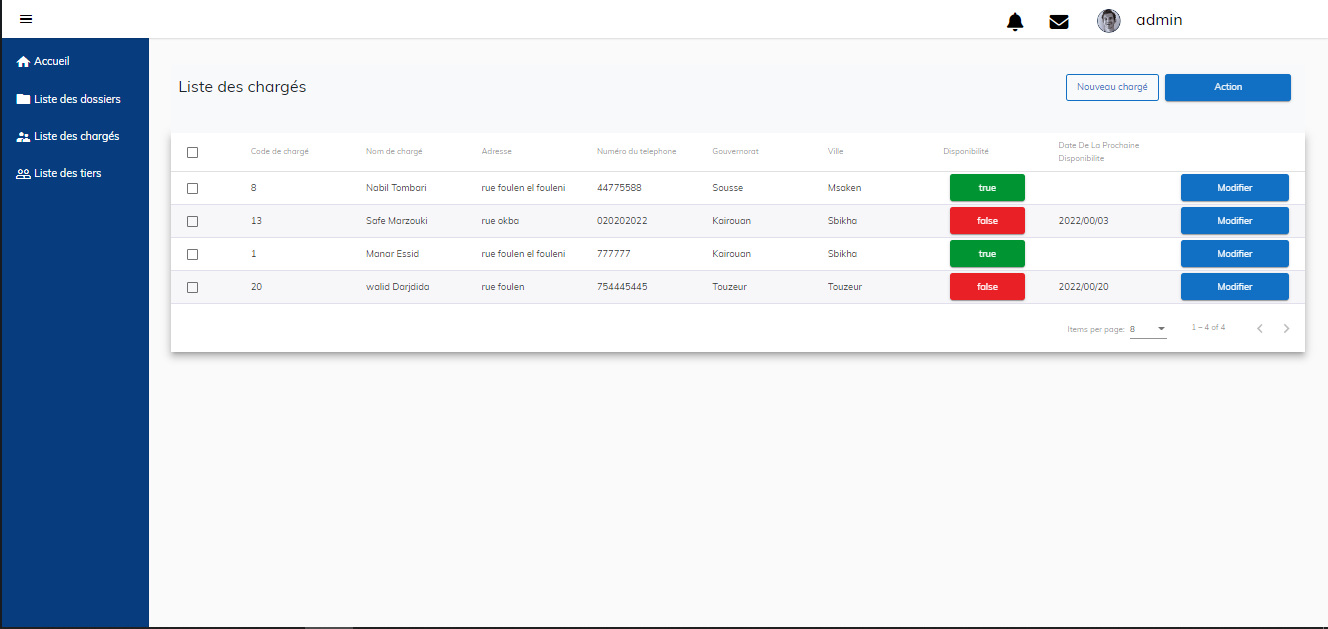 admin
Accueil
Liste des dossiers
Liste des chargés
Liste des tiers
Liste des chargés
Nouveau chargé Action
Code de chargé Nom de chargé Adresse Numéro du telephone Gouvernorat Ville Disponibilité Date De La Prochaine
Disponibilite
8 Nabil Tombari rue foulen el fouleni 44775588 Sousse Msaken true Modifier
13 Safe Marzouki rue okba 020202022 Kairouan Sbikha false 2022/00/03 Modifier
1 Manar Essid rue foulen el fouleni 777777 Kairouan Sbikha true Modifier
20 walid Darjdida rue foulen 754445445 Touzeur Touzeur false 2022/00/20 Modifier
Items per page: 8 1 – 4 of 4